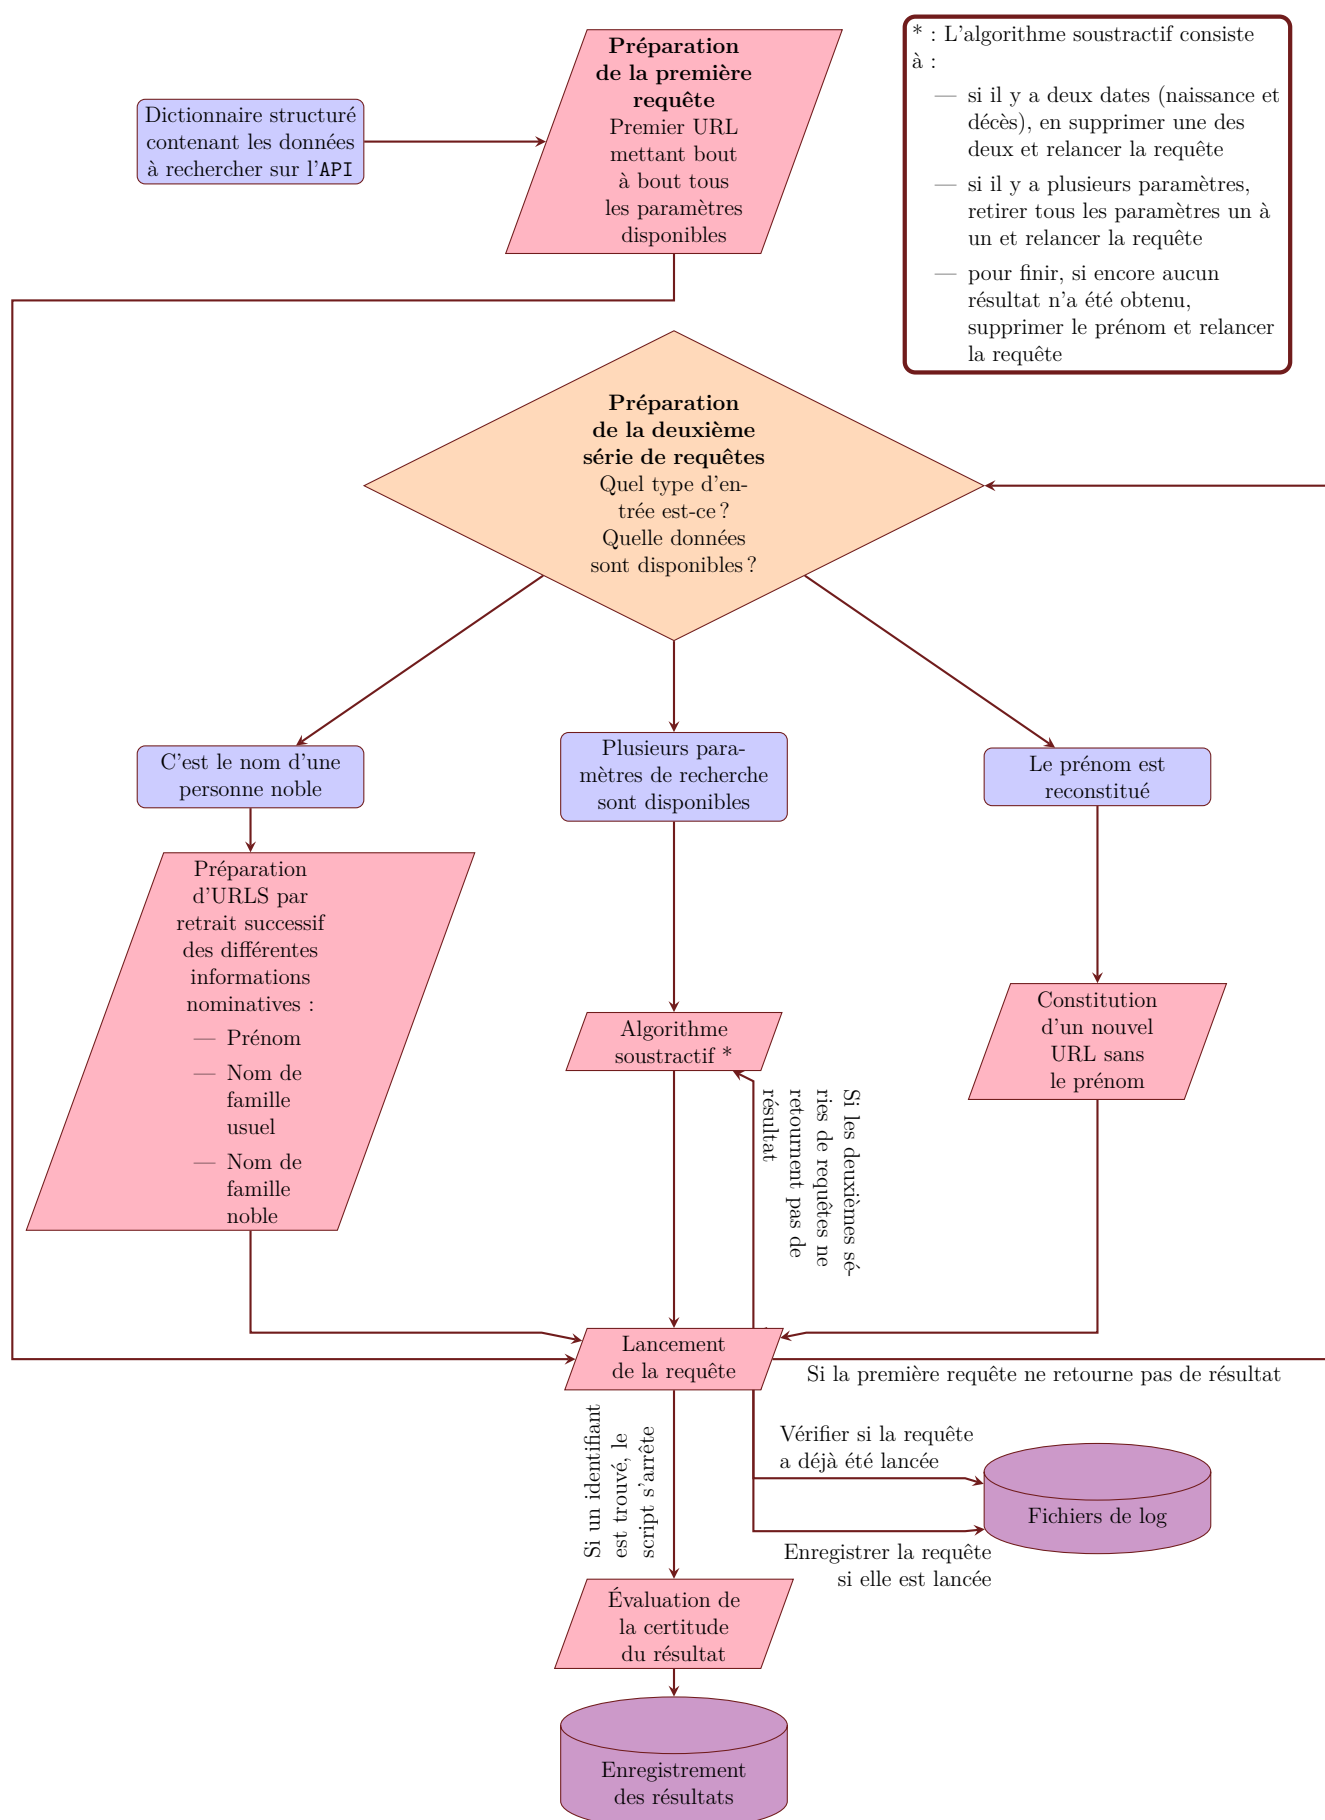 Dictionnaire structuré
contenant les données
à rechercher sur l'API
Préparation
de la première
requête
Premier URL
mettant bout
à bout tous
les paramètres
disponibles
* : L'algorithme soustractif consiste
à :
— si il y a deux dates (naissance et
décès), en supprimer une des
deux et relancer la requête
— si il y a plusieurs paramètres,
retirer tous les paramètres un à
un et relancer la requête
— pour finir, si encore aucun
résultat n'a été obtenu,
supprimer le prénom et relancer
la requête
Préparation
de la deuxième
série de requêtes
Quel type d'en-
trée est-ce ?
Quelle données
sont disponibles ?
C'est le nom d'une
personne noble
Plusieurs para-
mètres de recherche
sont disponibles
Le prénom est
reconstitué
Préparation
d'URLS par
retrait successif
des différentes
informations
nominatives :
— Prénom
— Nom de
famille
usuel
— Nom de
famille
noble
Algorithme
soustractif *
Constitution
d'un nouvel
URL sans
le prénom
Si les deuxièmes sé-
ries de requêtes ne
retournent pas de
résultat
Lancement
de la requête
Si la première requête ne retourne pas de résultat
Si un identifiant
est trouvé, le
script s'arrête
Vérifier si la requête
a déjà été lancée
Fichiers de log
Enregistrer la requête
si elle est lancée
Évaluation de
la certitude
du résultat
Enregistrement
des résultats